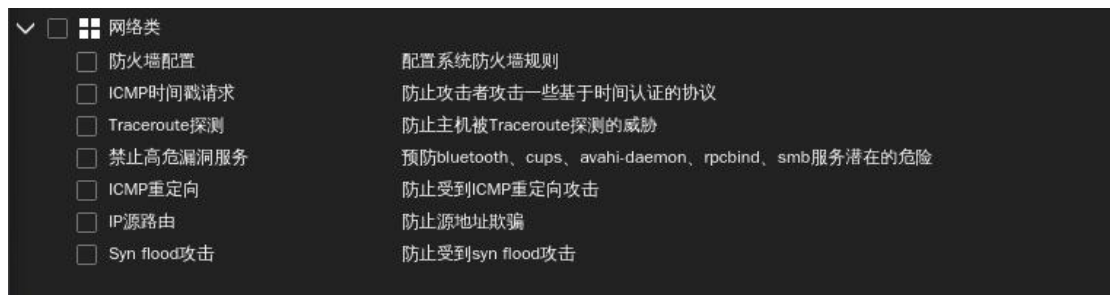 网络类
防火墙配置 配置系统防火墙规则
ICMP时间戳请求 防止攻击者攻击一些基于时间认证的协议
Traceroute探测 防止主机被Traceroute探测的威胁
禁止高危漏洞服务 预防bluetooth、cups、avahi-daemon、rpcbind、smb服务潜在的危险
ICMP重定向 防止受到ICMP重定向攻击
IP源路由 防止源地址欺骗
Syn flood攻击 防止受到syn flood攻击